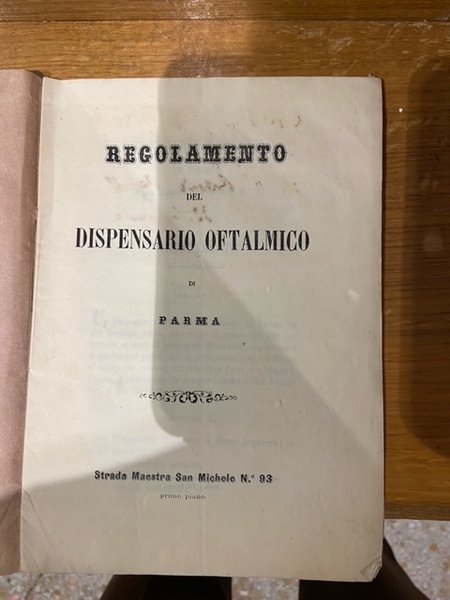 REGOLAMENTO
DEL
DISPENSARIO OFTALMICO
DI
PARMA
Strada Maestra San Michele N.° 93
primo piano.